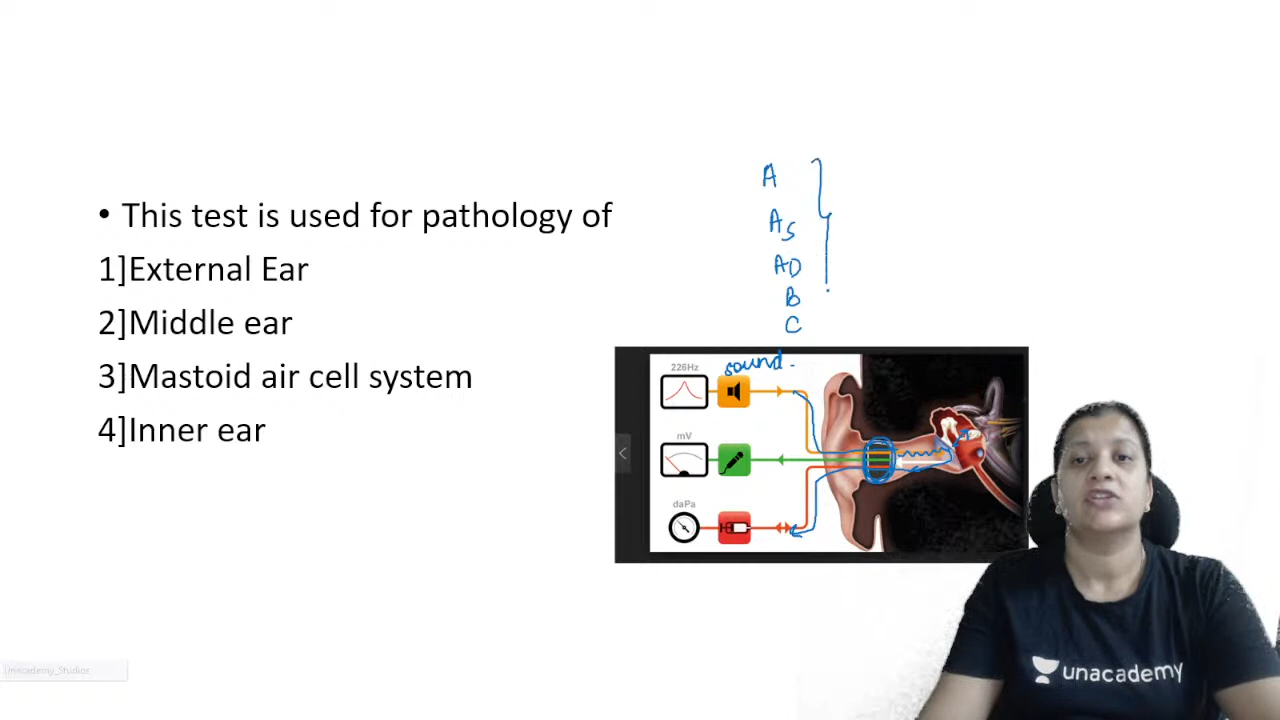 • This test is used for pathology of
1]External Ear
2]Middle ear
3]Mastoid air cell system
4]Inner ear
A
As
AD
B
C
sound.
226Hz
mV
daPa
unacademy
Unacademy_Studios